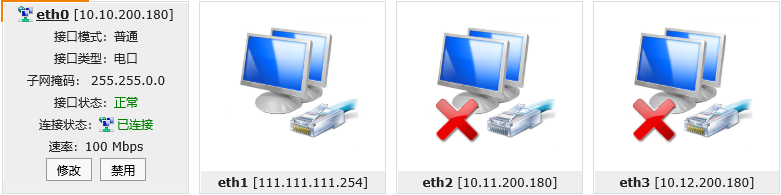 eth0 [10.10.200.180]
接口模式: 普通
接口类型: 电口
子网掩码: 255.255.0.0
接口状态: 正常
连接状态: 已连接
速率: 100 Mbps
修改 禁用
eth1 [111.111.111.254]
eth2 [10.11.200.180]
eth3 [10.12.200.180]